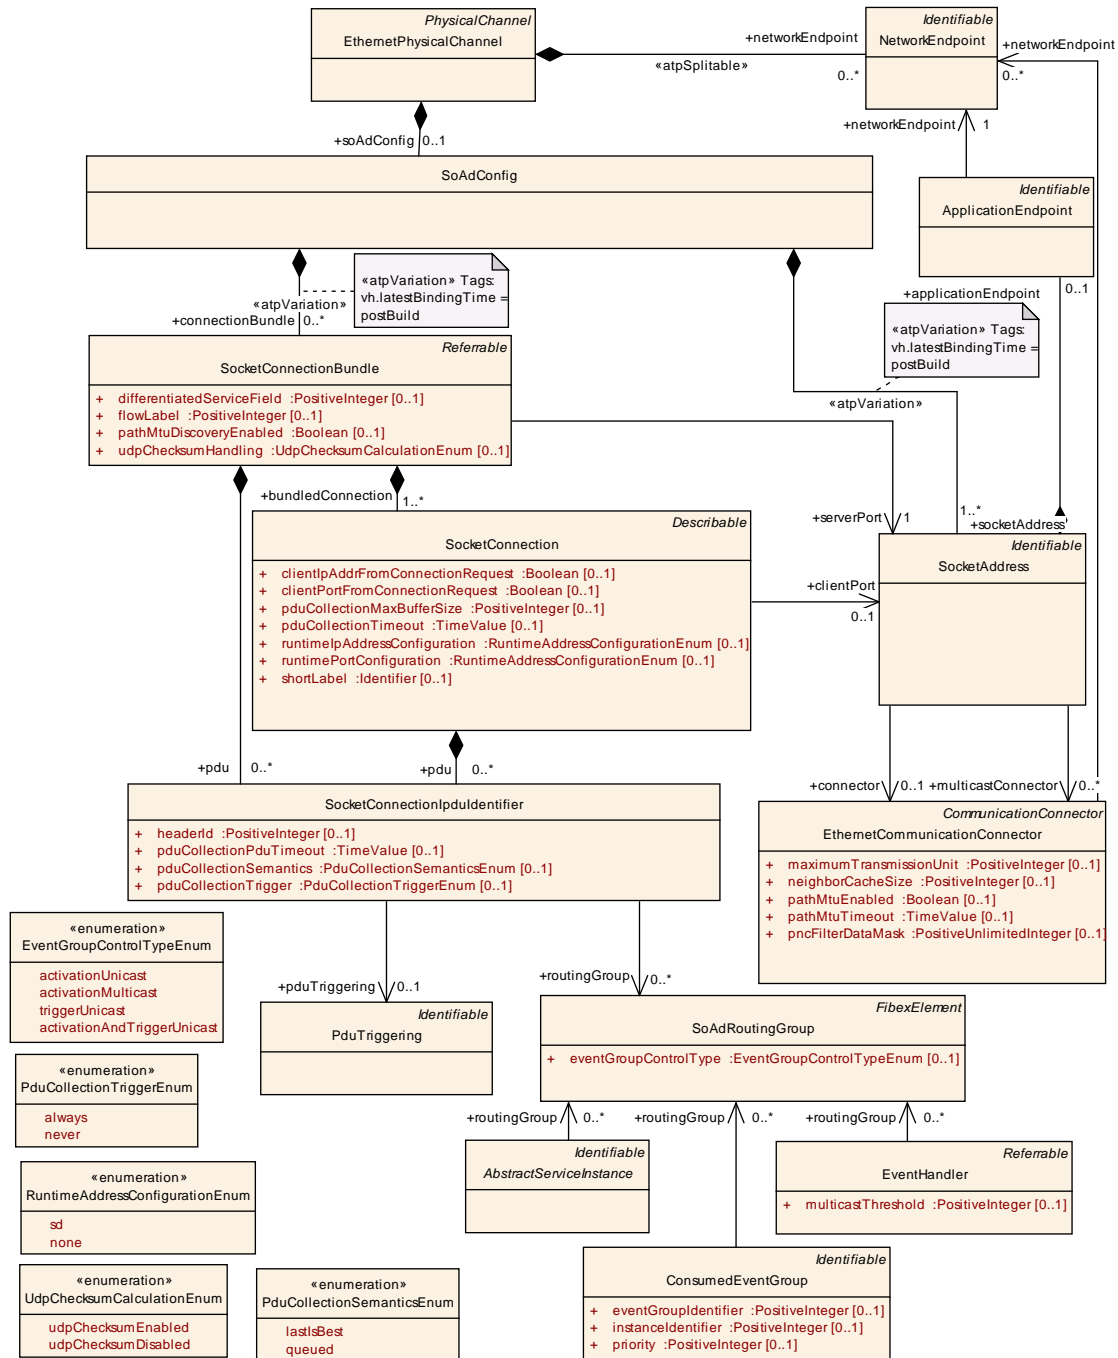 PhysicalChannel
EthernetPhysicalChannel
Identifiable
NetworkEndpoint
+networkEndpoint
«atpSplitable»
0..*
+networkEndpoint
0..*
+networkEndpoint
1
+soAdConfig
0..1
SoAdConfig
Identifiable
ApplicationEndpoint
«atpVariation» Tags:
vh.latestBindingTime =
postBuild
«atpVariation»
+connectionBundle
0..*
+applicationEndpoint
0..1
«atpVariation» Tags:
vh.latestBindingTime =
postBuild
«atpVariation»
Referrable
SocketConnectionBundle
+ differentiatedServiceField :PositiveInteger [0..1]
+ flowLabel :PositiveInteger [0..1]
+ pathMtuDiscoveryEnabled :Boolean [0..1]
+ udpChecksumHandling :UdpChecksumCalculationEnum [0..1]
+bundledConnection
1..*
+serverPort
1
1..*
+socketAddress
Describable
SocketConnection
+ clientIpAddrFromConnectionRequest :Boolean [0..1]
+ clientPortFromConnectionRequest :Boolean [0..1]
+ pduCollectionMaxBufferSize :PositiveInteger [0..1]
+ pduCollectionTimeout :TimeValue [0..1]
+ runtimeIpAddressConfiguration :RuntimeAddressConfigurationEnum [0..1]
+ runtimePortConfiguration :RuntimeAddressConfigurationEnum [0..1]
+ shortLabel :Identifier [0..1]
+clientPort
0..1
Identifiable
SocketAddress
+pdu
0..*
+pdu
0..*
+connector
0..1
+multicastConnector
0..*
SocketConnectionIpduIdentifier
+ headerId :PositiveInteger [0..1]
+ pduCollectionPduTimeout :TimeValue [0..1]
+ pduCollectionSemantics :PduCollectionSemanticsEnum [0..1]
+ pduCollectionTrigger :PduCollectionTriggerEnum [0..1]
CommunicationConnector
EthernetCommunicationConnector
+ maximumTransmissionUnit :PositiveInteger [0..1]
+ neighborCacheSize :PositiveInteger [0..1]
+ pathMtuEnabled :Boolean [0..1]
+ pathMtuTimeout :TimeValue [0..1]
+ pncFilterDataMask :PositiveUnlimitedInteger [0..1]
«enumeration»
EventGroupControlTypeEnum
activationUnicast
activationMulticast
triggerUnicast
activationAndTriggerUnicast
+pduTriggering
0..1
+routingGroup
0..*
Identifiable
PduTriggering
FibexElement
SoAdRoutingGroup
+ eventGroupControlType :EventGroupControlTypeEnum [0..1]
«enumeration»
PduCollectionTriggerEnum
always
never
+routingGroup
0..*
+routingGroup
0..*
+routingGroup
0..*
Identifiable
AbstractServiceInstance
Referrable
EventHandler
+ multicastThreshold :PositiveInteger [0..1]
«enumeration»
RuntimeAddressConfigurationEnum
sd
none
«enumeration»
UdpChecksumCalculationEnum
udpChecksumEnabled
udpChecksumDisabled
«enumeration»
PduCollectionSemanticsEnum
lastIsBest
queued
Identifiable
ConsumedEventGroup
+ eventGroupIdentifier :PositiveInteger [0..1]
+ instanceIdentifier :PositiveInteger [0..1]
+ priority :PositiveInteger [0..1]